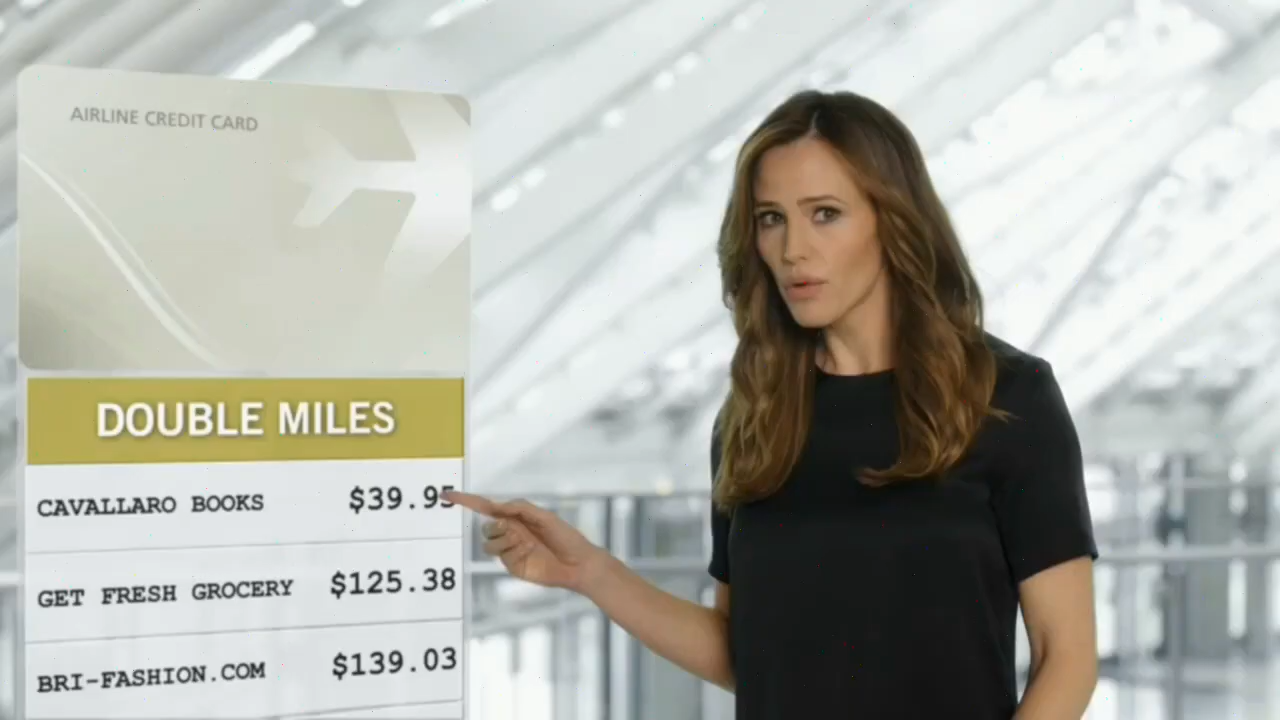 AIRLINE CREDIT CARD
DOUBLE MILES
CAVALLARO BOOKS $39.95
GET FRESH GROCERY $125.38
BRI-FASHION.COM $139.03